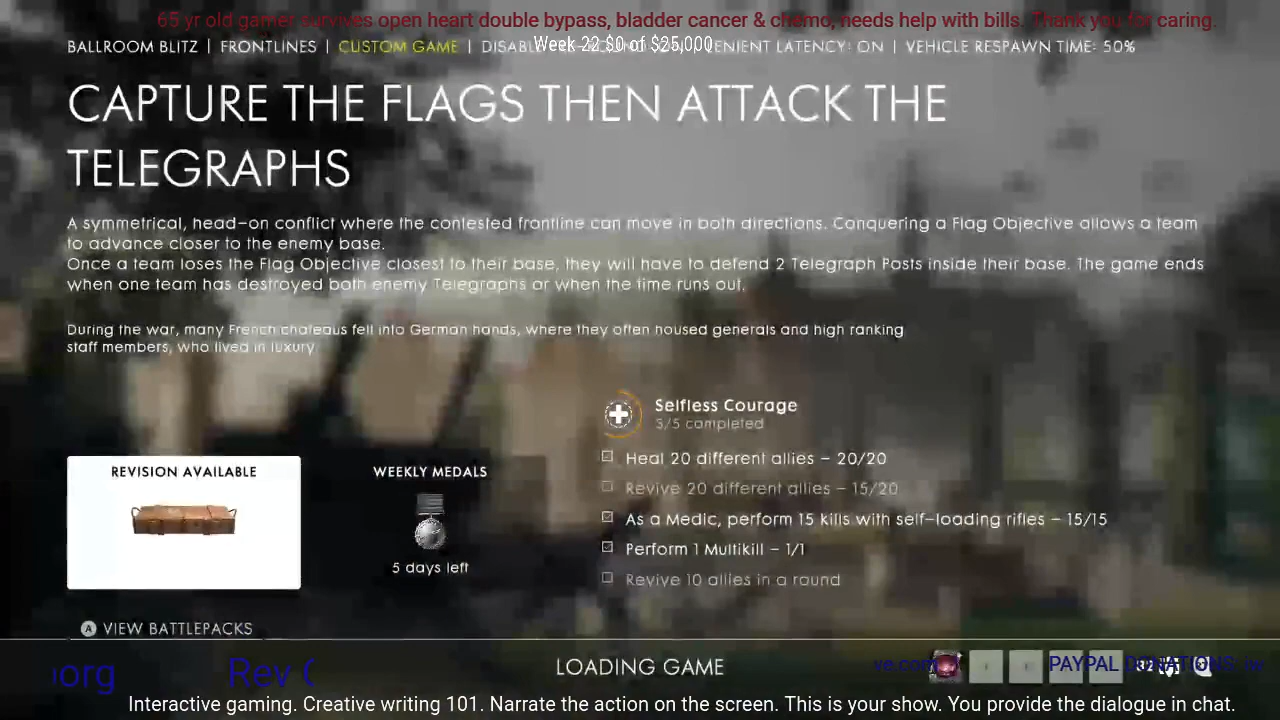 65 yr old gamer survives open heart double bypass, bladder cancer & chemo, needs help with bills. Thank you for caring.
Week 22 $0 of $25,000
BALLROOM BLITZ | FRONTLINES | CUSTOM GAME | DISABL ENIENT LATENCY: ON | VEHICLE RESPAWN TIME: 50%
CAPTURE THE FLAGS THEN ATTACK THE
TELEGRAPHS
A symmetrical, head-on conflict where the contested frontline can move in both directions. Conquering a Flag Objective allows a team
to advance closer to the enemy base.
Once a team loses the Flag Objective closest to their base, they will have to defend 2 Telegraph Posts inside their base. The game ends
when one team has destroyed both enemy Telegraphs or when the time runs out.
During the war, many French chateaus fell into German hands, where they often housed generals and high ranking
staff members, who lived in luxury
Selfless Courage
3/5 completed
Heal 20 different allies - 20/20
Revive 20 different allies - 15/20
As a Medic, perform 15 kills with self-loading rifles - 15/15
Perform 1 Multikill - 1/1
Revive 10 allies in a round
REVISION AVAILABLE
WEEKLY MEDALS
5 days left
A VIEW BATTLEPACKS
org Rev
LOADING GAME
ve.com PAYPAL DONATIONS: iw
Interactive gaming. Creative writing 101. Narrate the action on the screen. This is your show. You provide the dialogue in chat.